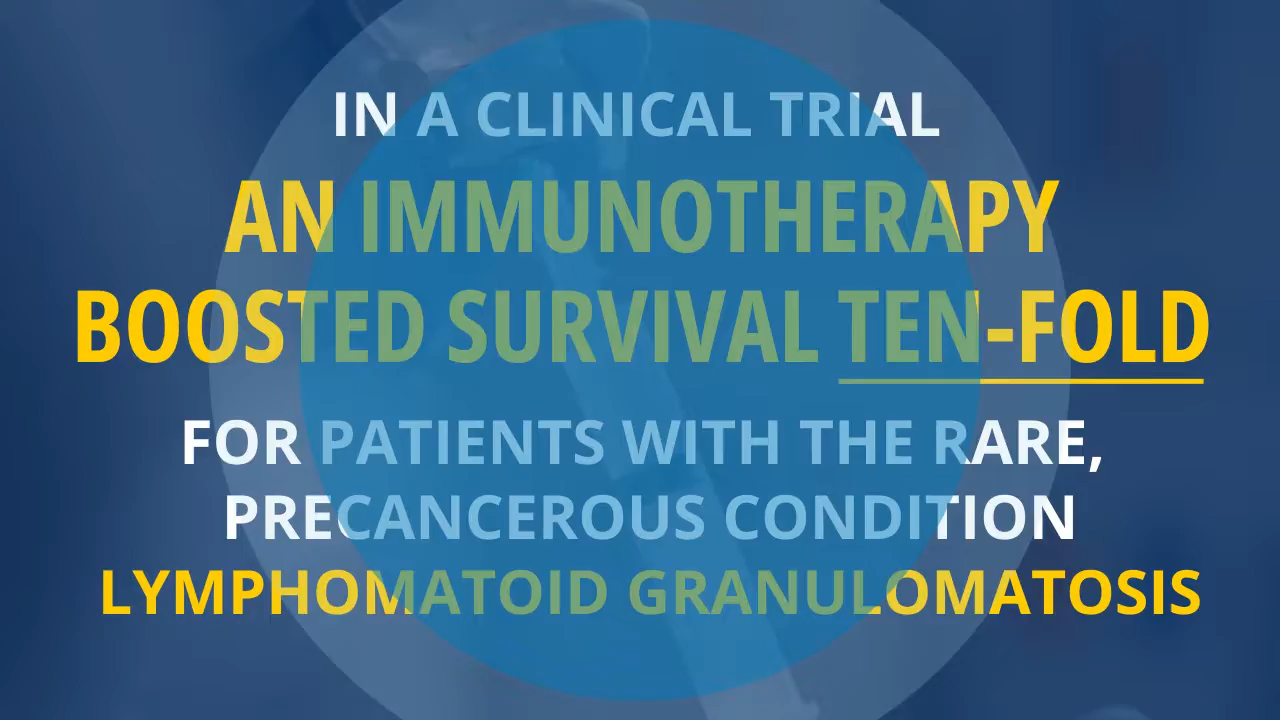 IN A CLINICAL TRIAL
AN IMMUNOTHERAPY
BOOSTED SURVIVAL TEN-FOLD
FOR PATIENTS WITH THE RARE,
PRECANCEROUS CONDITION
LYMPHOMATOID GRANULOMATOSIS